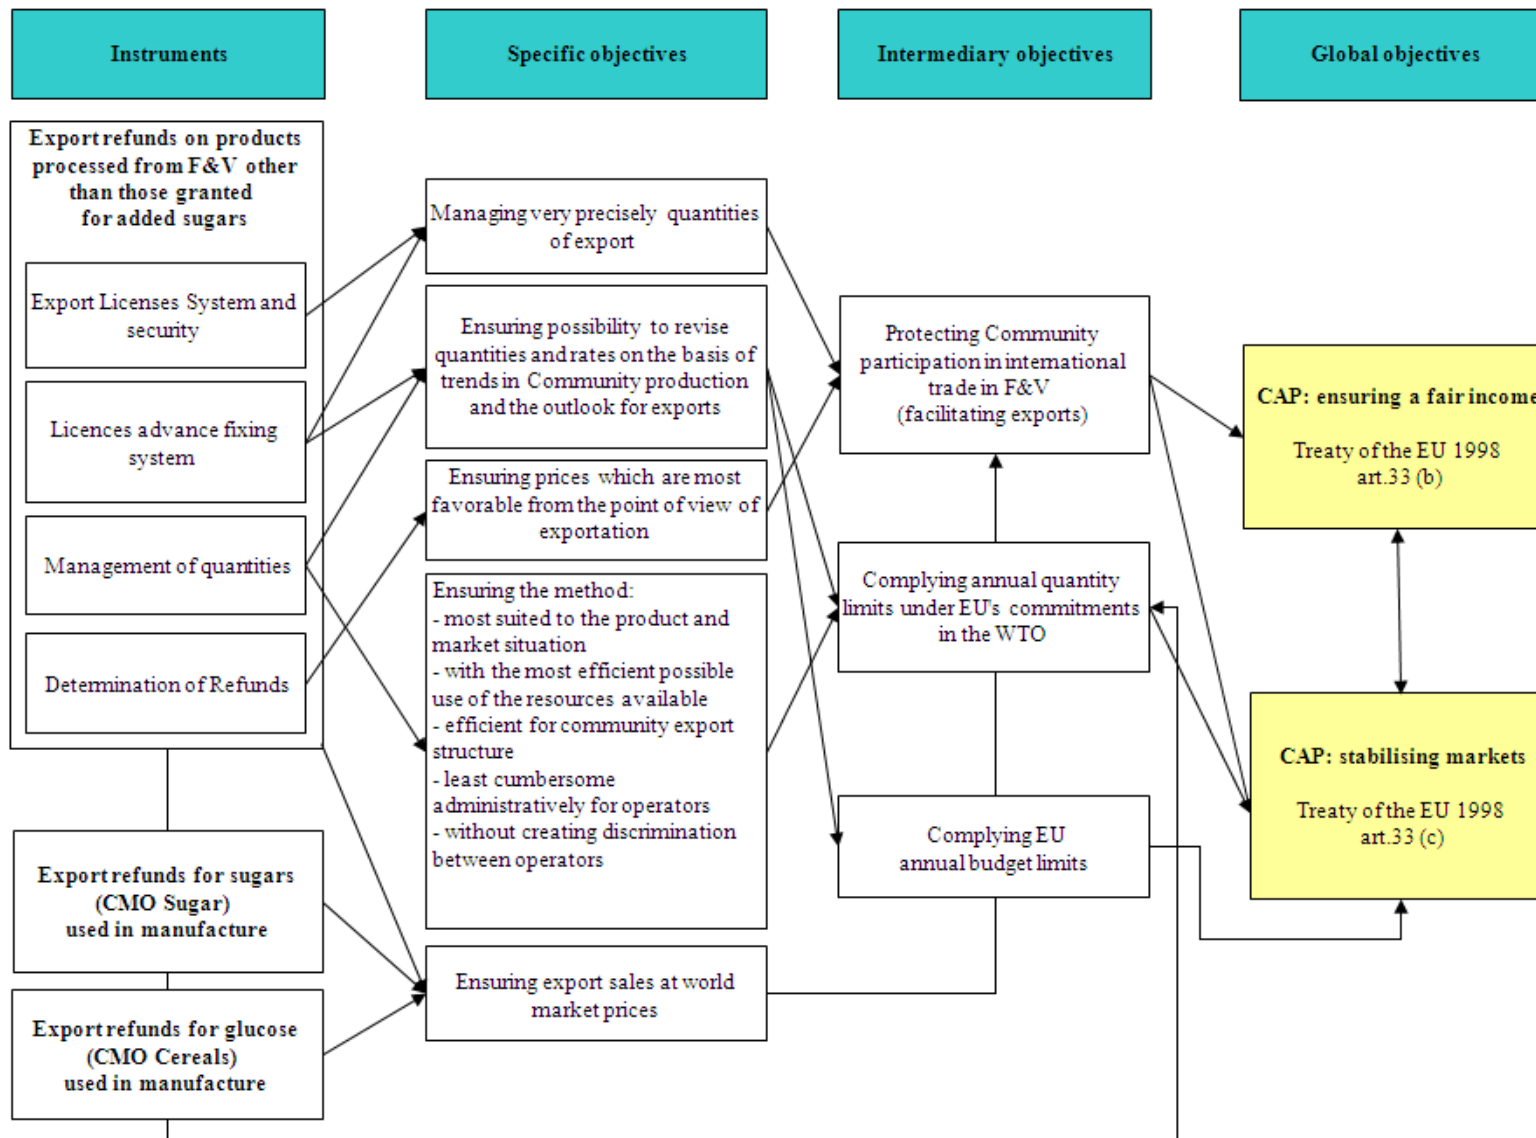 Instruments
Specific objectives
Intermediary objectives
Global objectives
Export refunds on products
processed from F&V other
than those granted
for added sugars
Export Licenses System and
security
Licences advance fixing
system
Management of quantities
Determination of Refunds
Export refunds for sugars
(CMO Sugar)
used in manufacture
Export refunds for glucose
(CMO Cereals)
used in manufacture
Managing very precisely quantities
of export
Ensuring possibility to revise
quantities and rates on the basis of
trends in Community production
and the outlook for exports
Ensuring prices which are most
favorable from the point of view of
exportation
Ensuring the method:
- most suited to the product and
market situation
- with the most efficient possible
use of the resources available
- efficient for community export
structure
- least cumbersome
administratively for operators
- without creating discrimination
between operators
Ensuring export sales at world
market prices
Protecting Community
participation in international
trade in F&V
(facilitating exports)
Complying annual quantity
limits under EU's commitments
in the WTO
Complying EU
annual budget limits
CAP: ensuring a fair income
Treaty of the EU 1998
art.33 (b)
CAP: stabilising markets
Treaty of the EU 1998
art.33 (c)